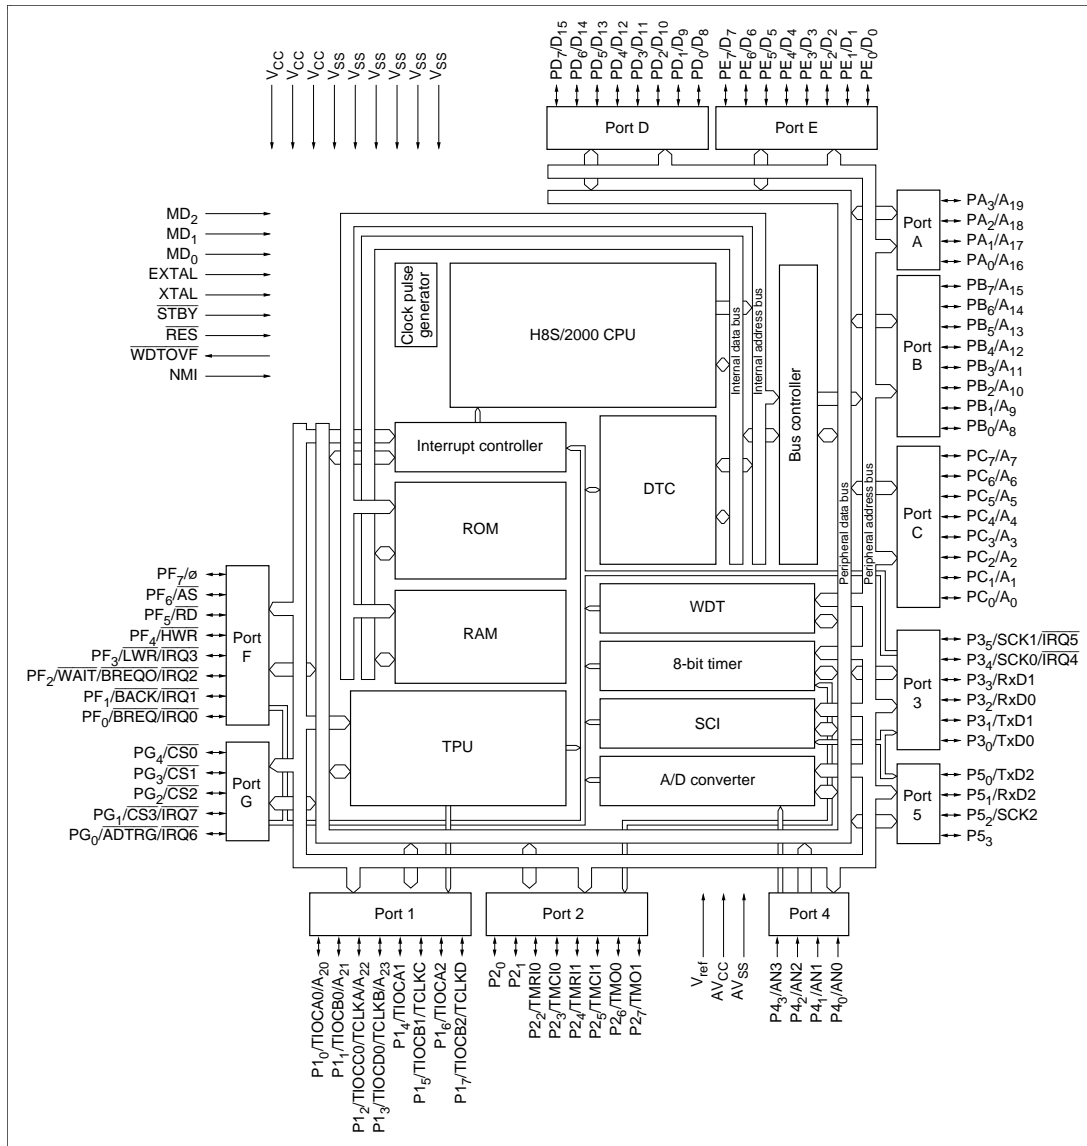 VCC
VCC
VCC
VSS
VSS
VSS
VSS
VSS
VSS
PD7/D15
PD6/D14
PD5/D13
PD4/D12
PD3/D11
PD2/D10
PD1/D9
PD0/D8
PE7/D7
PE6/D6
PE5/D5
PE4/D4
PE3/D3
PE2/D2
PE1/D1
PE0/D0
Port D
Port E
MD2
MD1
MD0
EXTAL
XTAL
STBY
RES
WDTOVF
NMI
Clock pulse
generator
H8S/2000 CPU
Internal data bus
Internal address bus
Bus controller
Interrupt controller
DTC
ROM
RAM
TPU
WDT
8-bit timer
SCI
A/D converter
Peripheral data bus
Peripheral address bus
Port
A
PA3/A19
PA2/A18
PA1/A17
PA0/A16
Port
B
PB7/A15
PB6/A14
PB5/A13
PB4/A12
PB3/A11
PB2/A10
PB1/A9
PB0/A8
Port
C
PC7/A7
PC6/A6
PC5/A5
PC4/A4
PC3/A3
PC2/A2
PC1/A1
PC0/A0
Port
3
P35/SCK1/IRQ5
P34/SCK0/IRQ4
P33/RxD1
P32/RxD0
P31/TxD1
P30/TxD0
Port
5
P50/TxD2
P51/RxD2
P52/SCK2
P53
PF7/ø
PF6/AS
PF5/RD
PF4/HWR
PF3/LWR/IRQ3
PF2/WAIT/BREQO/IRQ2
PF1/BACK/IRQ1
PF0/BREQ/IRQ0
Port
F
PG4/CS0
PG3/CS1
PG2/CS2
PG1/CS3/IRQ7
PG0/ADTRG/IRQ6
Port
G
Port 1
Port 2
Port 4
P10/TIOCA0/A20
P11/TIOCB0/A21
P12/TIOCC0/TCLKA/A22
P13/TIOCD0/TCLKB/A23
P14/TIOCA1
P15/TIOCB1/TCLKC
P16/TIOCA2
P17/TIOCB2/TCLKD
P20
P21
P22/TMRI0
P23/TMCI0
P24/TMRI1
P25/TMCI1
P26/TMO0
P27/TMO1
Vref
AVCC
AVSS
P43/AN3
P42/AN2
P41/AN1
P40/AN0